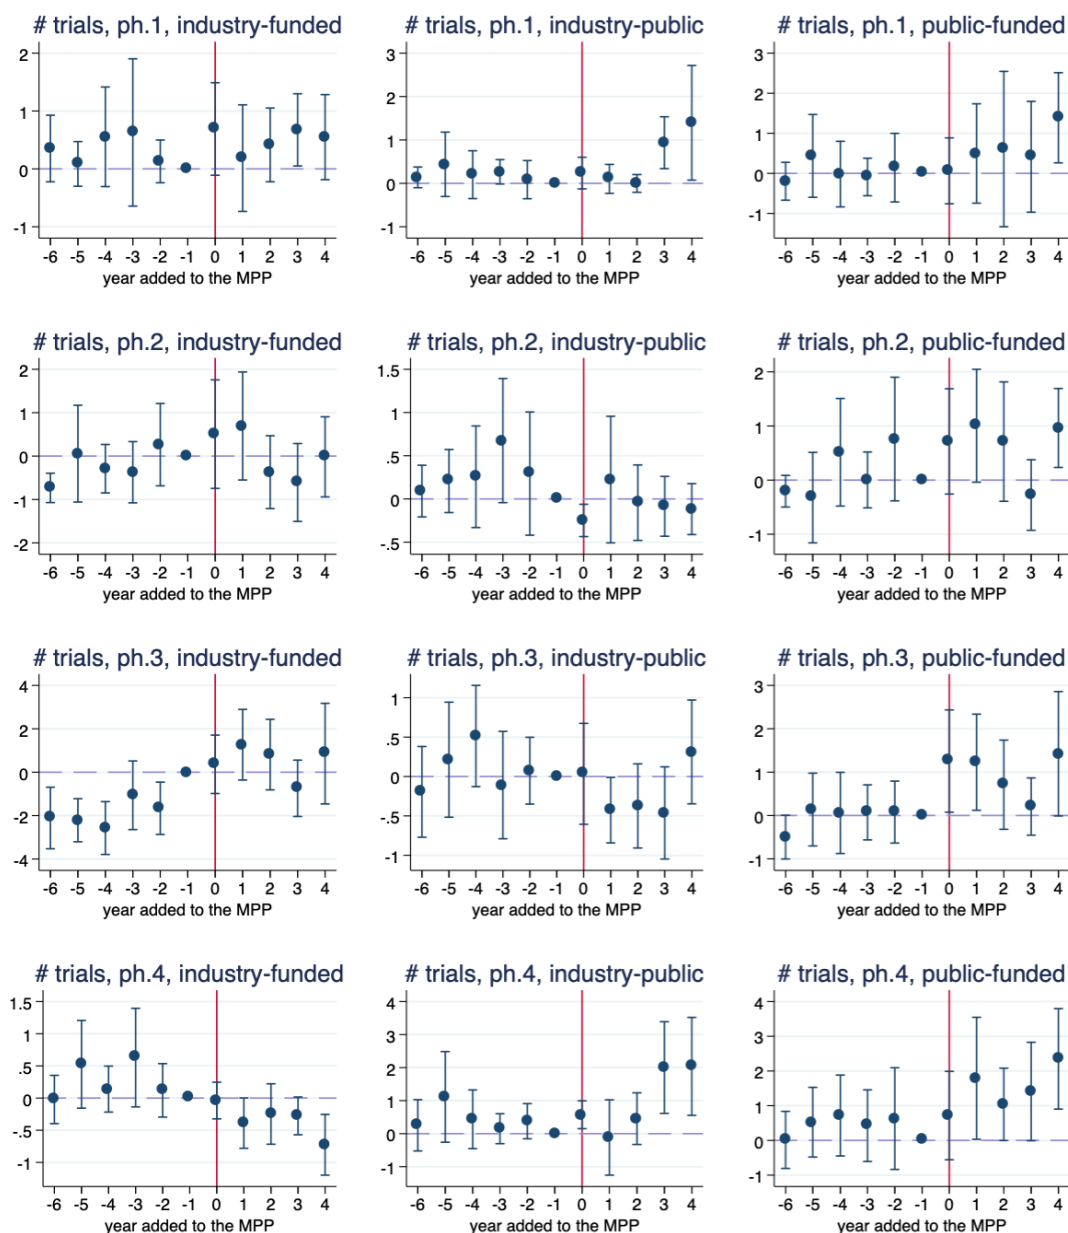 # trials, ph.1, industry-funded
2
1
0
-1
-6 -5 -4 -3 -2 -1 0 1 2 3 4
year added to the MPP
# trials, ph.1, industry-public
3
2
1
0
-1
-6 -5 -4 -3 -2 -1 0 1 2 3 4
year added to the MPP
# trials, ph.1, public-funded
3
2
1
0
-1
-6 -5 -4 -3 -2 -1 0 1 2 3 4
year added to the MPP
# trials, ph.2, industry-funded
2
1
0
-1
-2
-6 -5 -4 -3 -2 -1 0 1 2 3 4
year added to the MPP
# trials, ph.2, industry-public
1.5
1
.5
0
-.5
-6 -5 -4 -3 -2 -1 0 1 2 3 4
year added to the MPP
# trials, ph.2, public-funded
2
1
0
-1
-6 -5 -4 -3 -2 -1 0 1 2 3 4
year added to the MPP
# trials, ph.3, industry-funded
4
2
0
-2
-4
-6 -5 -4 -3 -2 -1 0 1 2 3 4
year added to the MPP
# trials, ph.3, industry-public
1
.5
0
-.5
-1
-6 -5 -4 -3 -2 -1 0 1 2 3 4
year added to the MPP
# trials, ph.3, public-funded
3
2
1
0
-1
-6 -5 -4 -3 -2 -1 0 1 2 3 4
year added to the MPP
# trials, ph.4, industry-funded
1.5
1
.5
0
-.5
-1
-6 -5 -4 -3 -2 -1 0 1 2 3 4
year added to the MPP
# trials, ph.4, industry-public
4
3
2
1
0
-1
-6 -5 -4 -3 -2 -1 0 1 2 3 4
year added to the MPP
# trials, ph.4, public-funded
4
3
2
1
0
-1
-6 -5 -4 -3 -2 -1 0 1 2 3 4
year added to the MPP